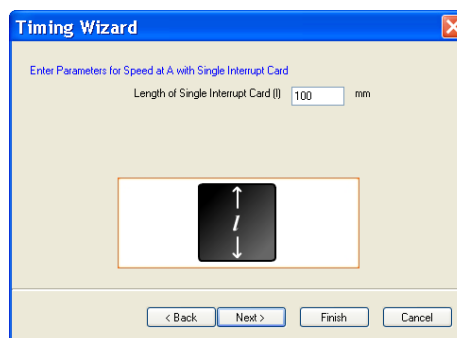 Timing Wizard
Enter Parameters for Speed at A with Single Interrupt Card
Length of Single Interrupt Card (l) 100 mm
l
< Back Next > Finish Cancel